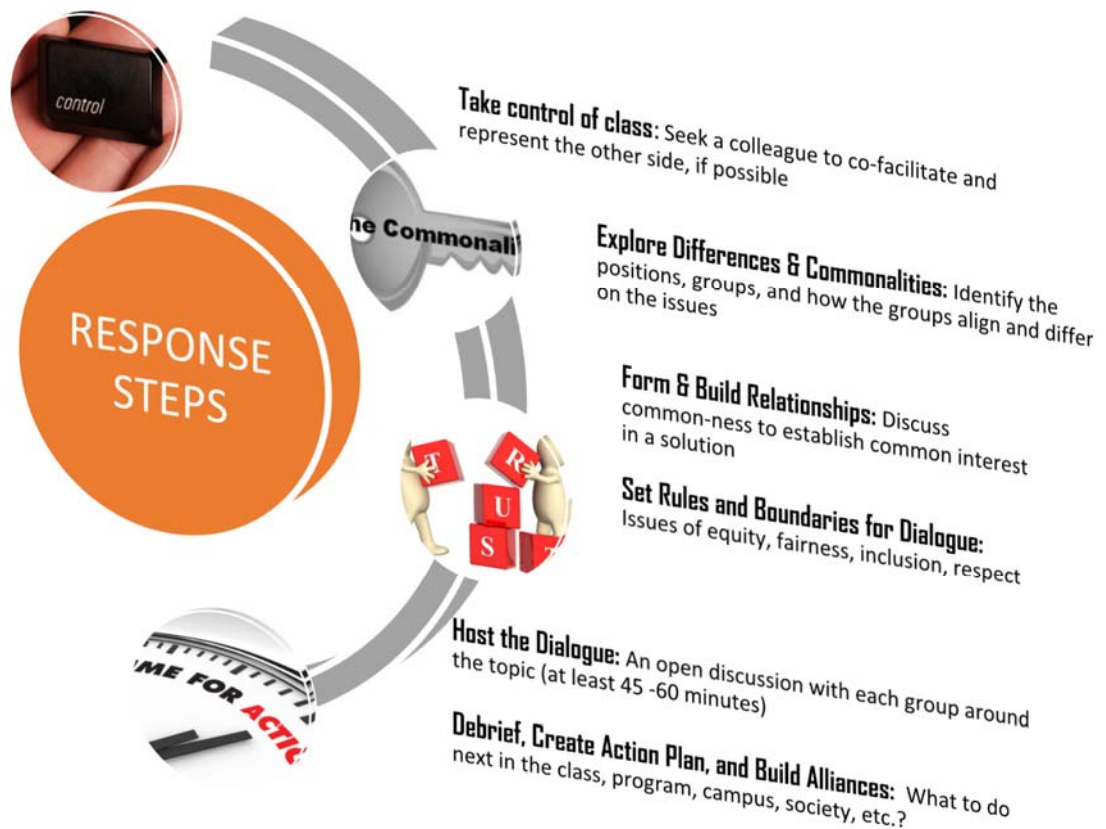 control
Take control of class: Seek a colleague to co-facilitate and
represent the other side, if possible
he Commonali
Explore Differences & Commonalities: Identify the
positions, groups, and how the groups align and differ
on the issues
RESPONSE
STEPS
Form & Build Relationships: Discuss
common-ness to establish common interest
in a solution
T R
U
S T
Set Rules and Boundaries for Dialogue:
Issues of equity, fairness, inclusion, respect
Host the Dialogue: An open discussion with each group around
the topic (at least 45 -60 minutes)
ME FOR ACTIO
Debrief, Create Action Plan, and Build Alliances: What to do
next in the class, program, campus, society, etc.?